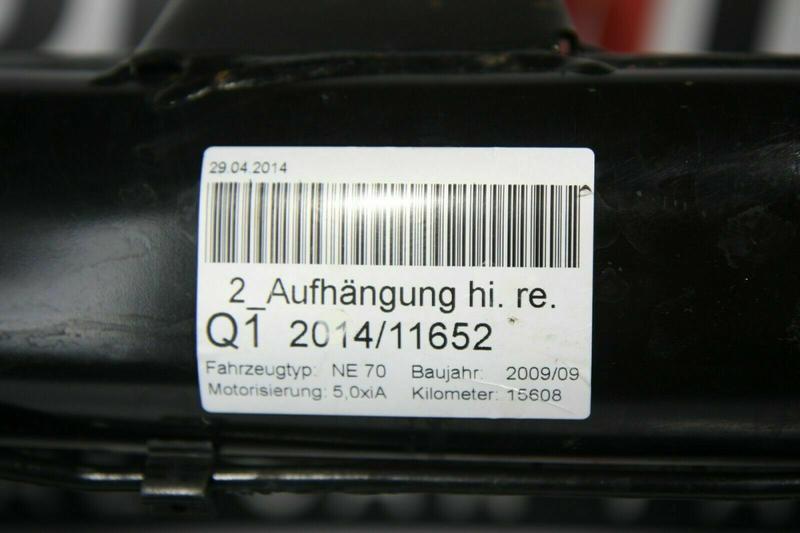 29.04.2014
2_Aufhängung hi. re.
Q1 2014/11652
Fahrzeugtyp: NE 70 Baujahr: 2009/09
Motorisierung: 5,0xiA Kilometer: 15608